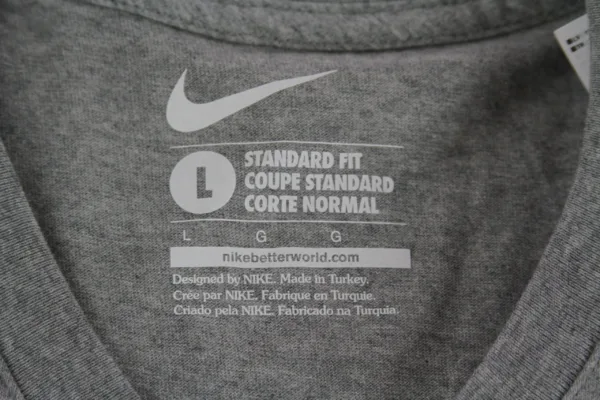 L
STANDARD FIT
COUPE STANDARD
CORTE NORMAL
L G G
nikebetterworld.com
Designed by NIKE. Made in Turkey.
Crée par NIKE. Fabrique en Turquie.
Criado pela NIKE. Fabricado na Turquia.